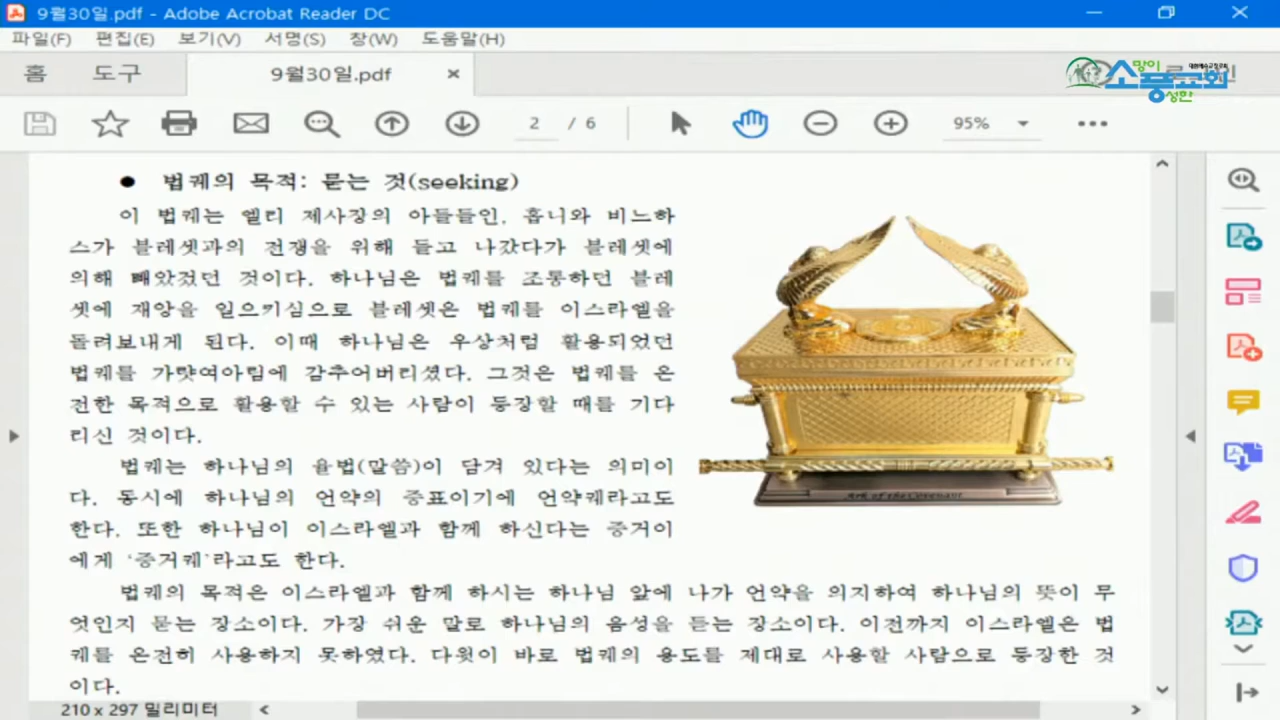 9월30일.pdf - Adobe Acrobat Reader DC
파일(F) 편집(E) 보기(V) 서명(S) 창(W) 도움말(H)
홈 도구 9월30일.pdf
많이
소풍교회
성한
2 / 6 95%
● 법궤의 목적: 묻는 것(seeking)
이 법궤는 엘리 제사장의 아들들인, 홉니와 비느하
스가 블레셋과의 전쟁을 위해 들고 나갔다가 블레셋에
의해 빼았겼던 것이다. 하나님은 법궤를 조롱하던 블레
셋에 재앙을 일으키심으로 블레셋은 법궤를 이스라엘을
돌려보내게 된다. 이때 하나님은 우상처럼 활용되었던
법궤를 기럇여아림에 감추어버리셨다. 그것은 법궤를 온
전한 목적으로 활용할 수 있는 사람이 등장할 때를 기다
리신 것이다.
법궤는 하나님의 율법(말씀)이 담겨 있다는 의미이
다. 동시에 하나님의 언약의 증표이기에 언약궤라고도
한다. 또한 하나님이 이스라엘과 함께 하신다는 증거이
에게 ‘증거궤’라고도 한다.
법궤의 목적은 이스라엘과 함께 하시는 하나님 앞에 나가 언약을 의지하여 하나님의 뜻이 무
엇인지 묻는 장소이다. 가장 쉬운 말로 하나님의 음성을 듣는 장소이다. 이전까지 이스라엘은 법
궤를 온전히 사용하지 못하였다. 다윗이 바로 법궤의 용도를 제대로 사용할 사람으로 등장한 것
이다.
Ark of the Covenant
210 x 297 밀리미터